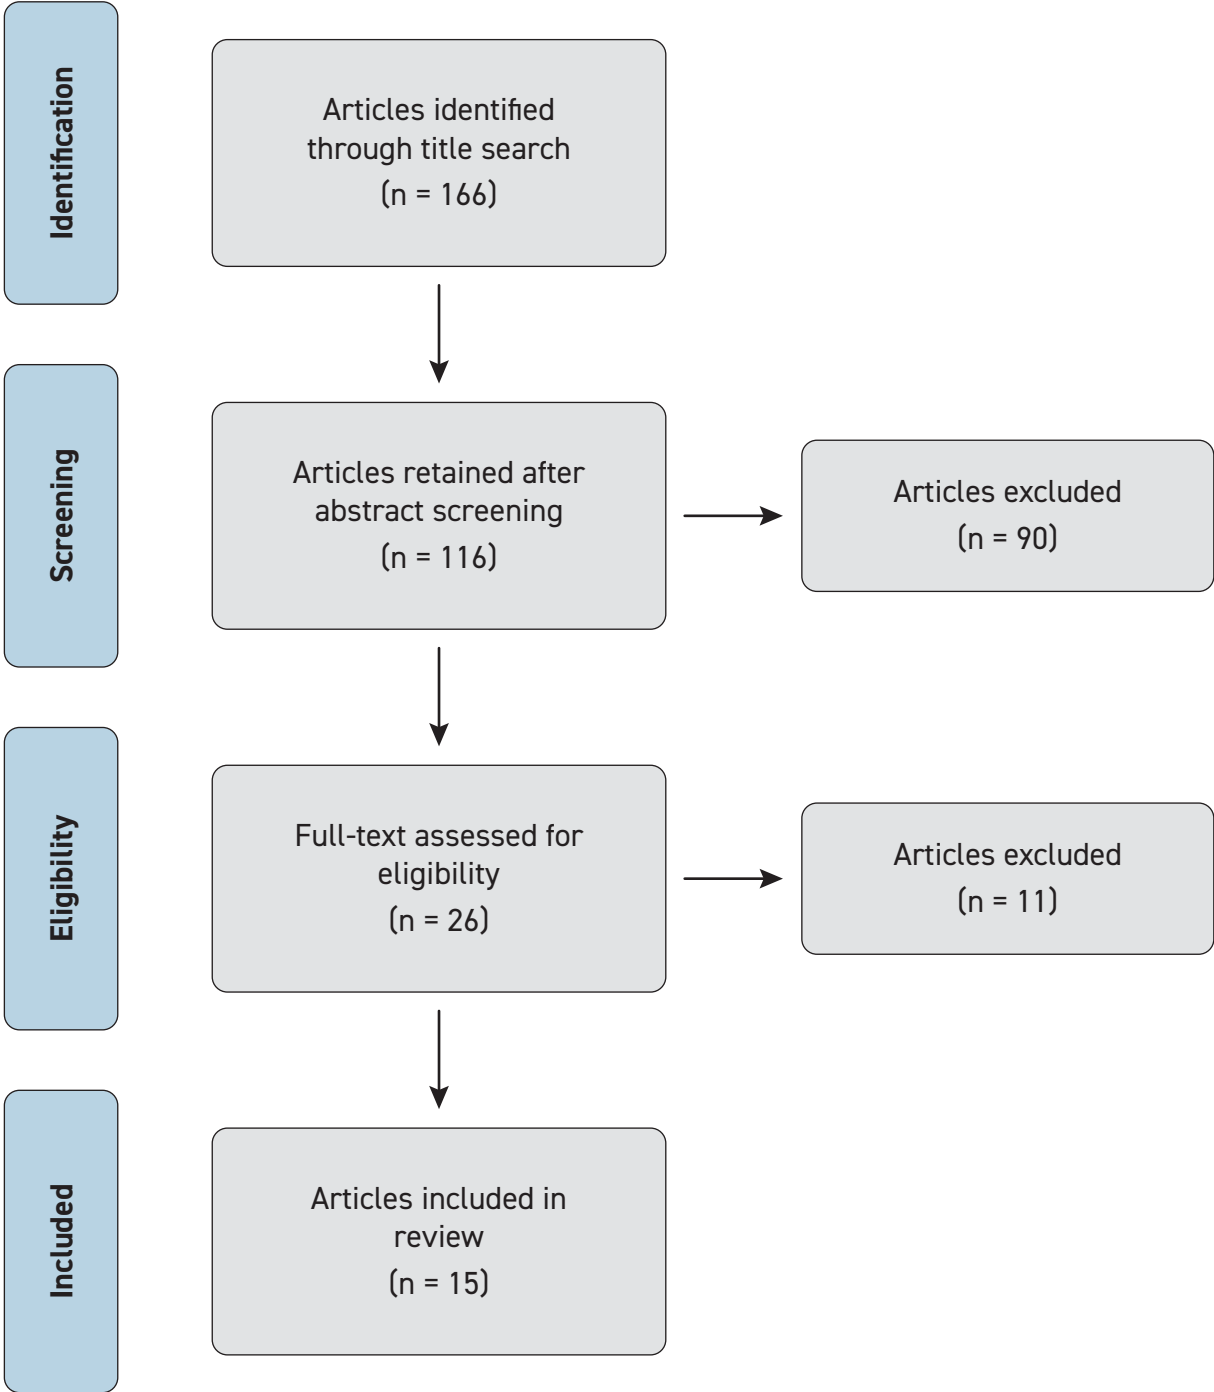 Identification
Articles identified
through title search
(n = 166)
Screening
Articles retained after
abstract screening
(n = 116)
Articles excluded
(n = 90)
Eligibility
Full-text assessed for
eligibility
(n = 26)
Articles excluded
(n = 11)
Included
Articles included in
review
(n = 15)